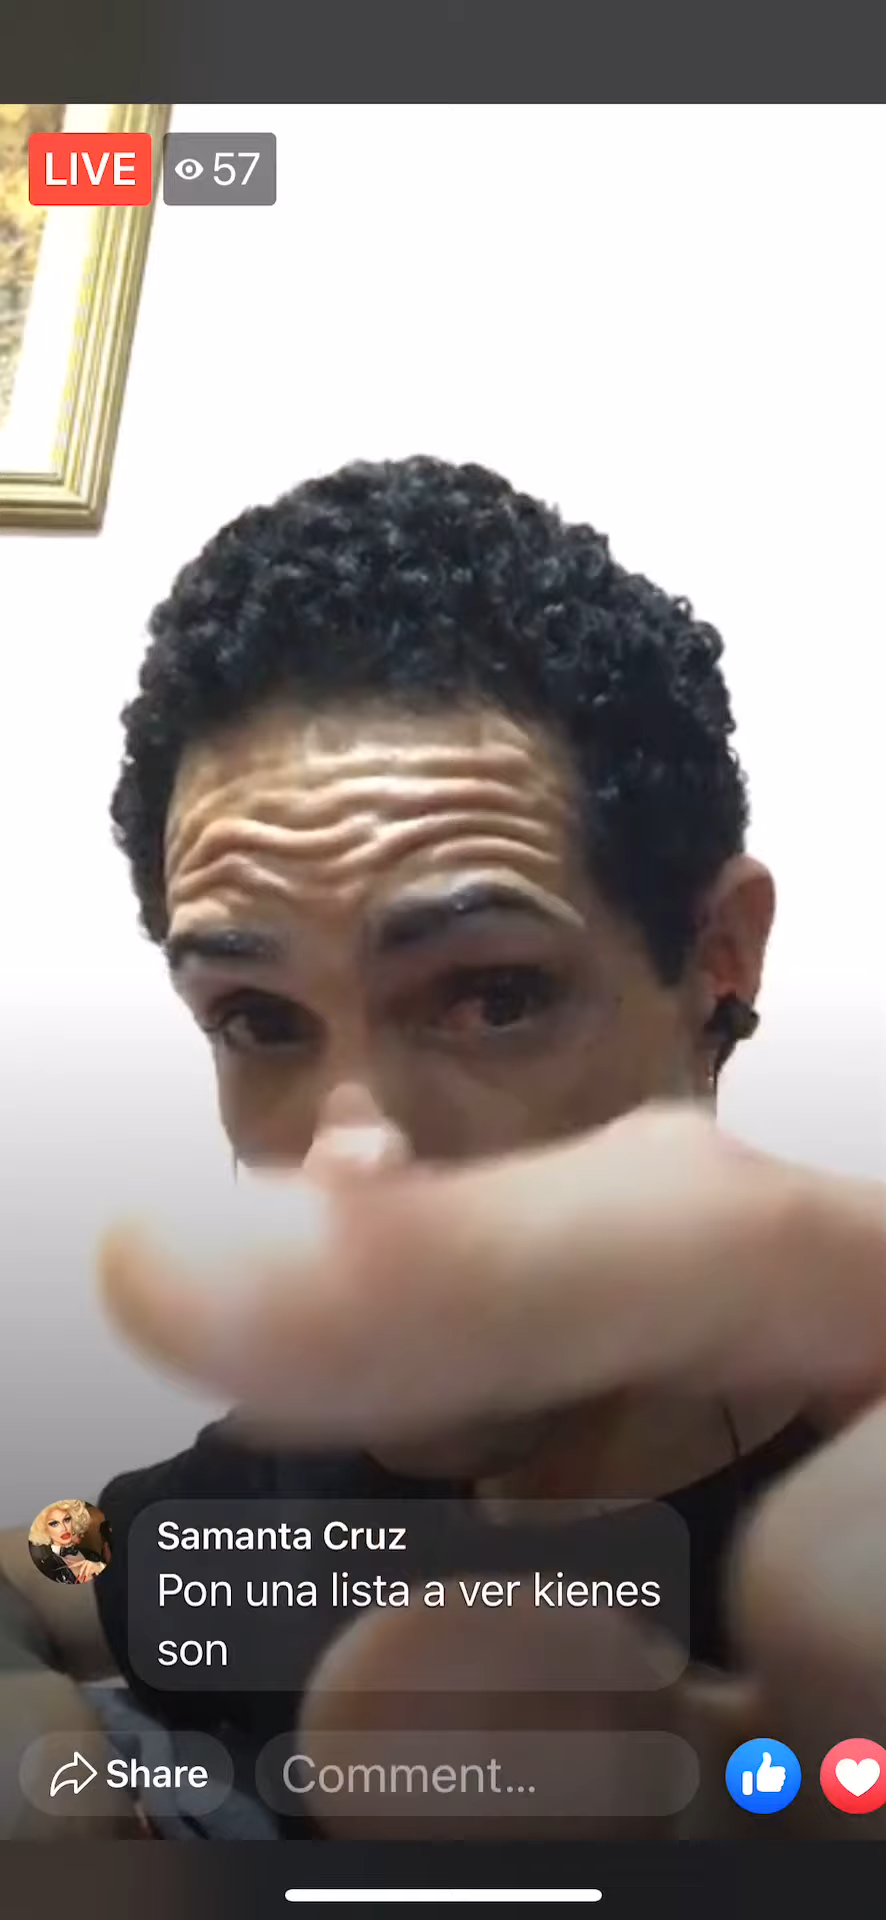 LIVE 57
Samanta Cruz
Pon una lista a ver kienes
son
Share Comment...